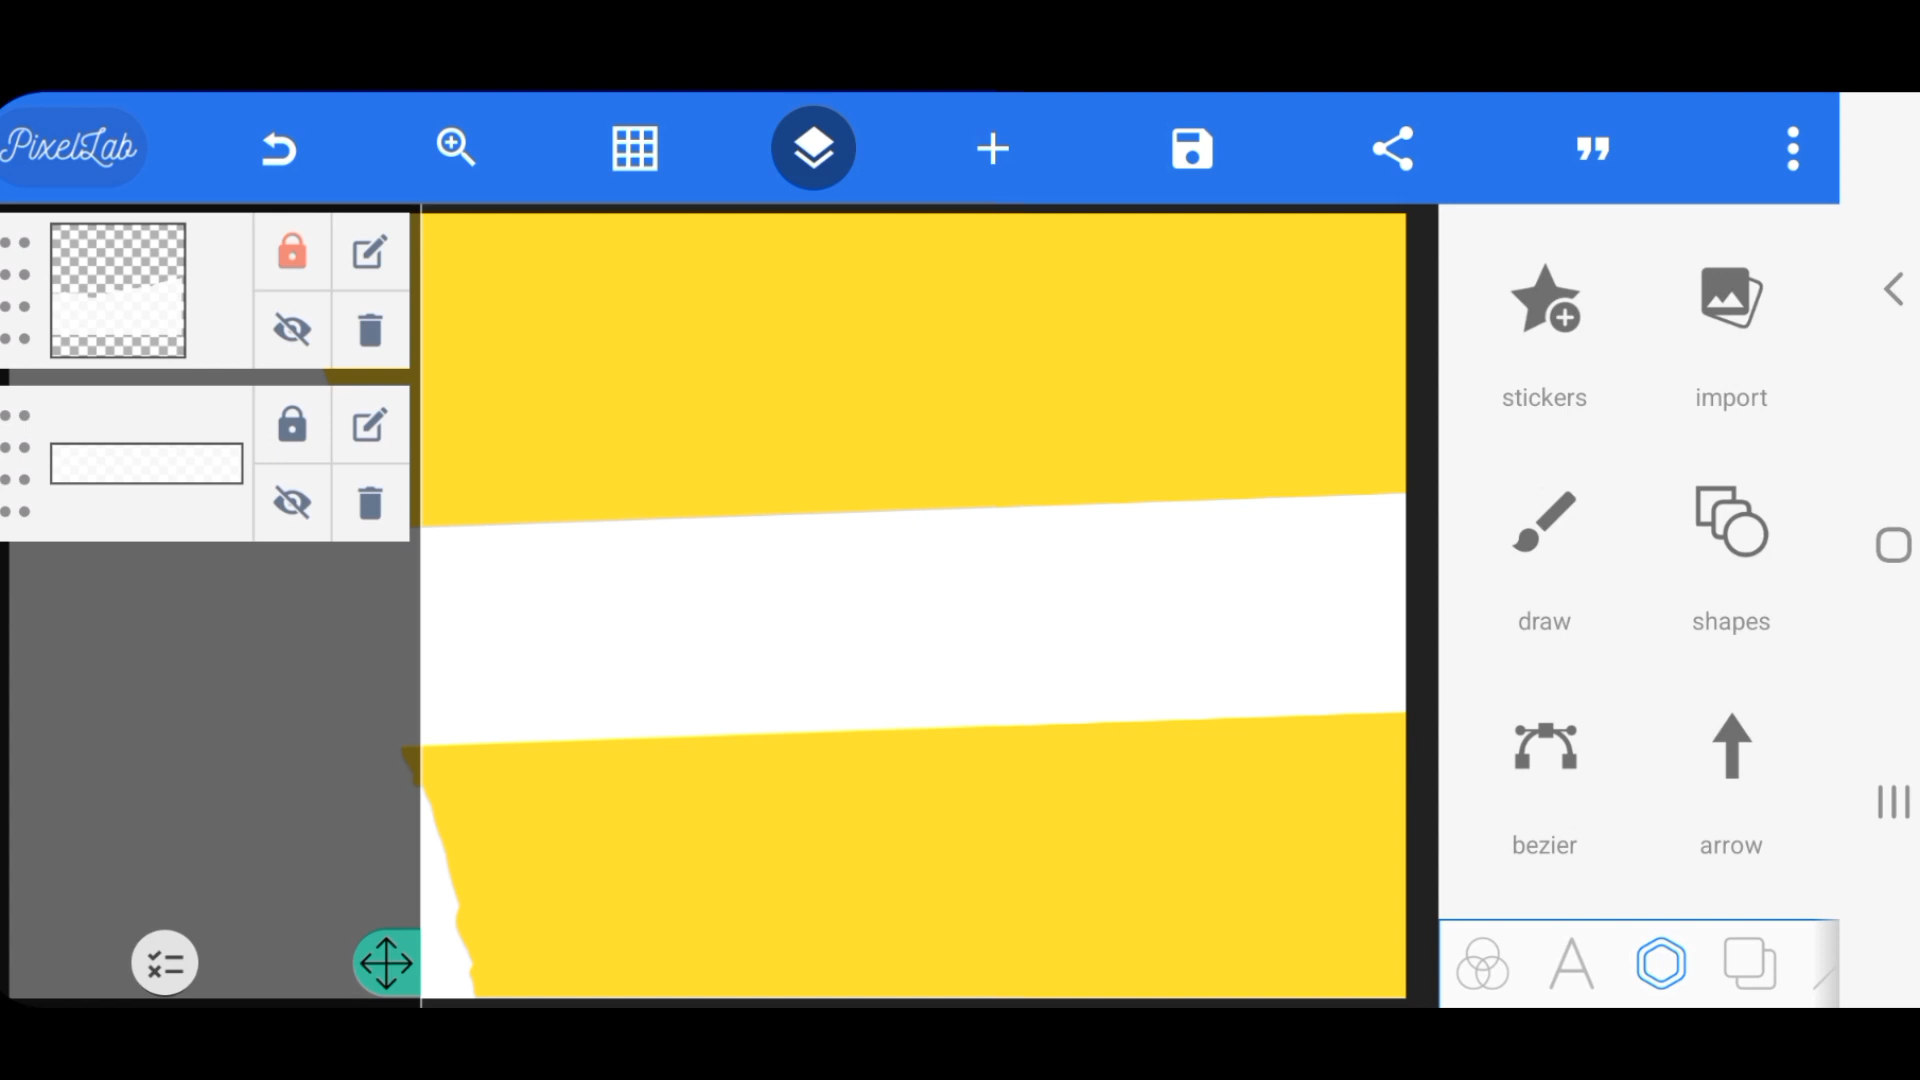 PixelLab
stickers
import
draw
shapes
bezier
arrow